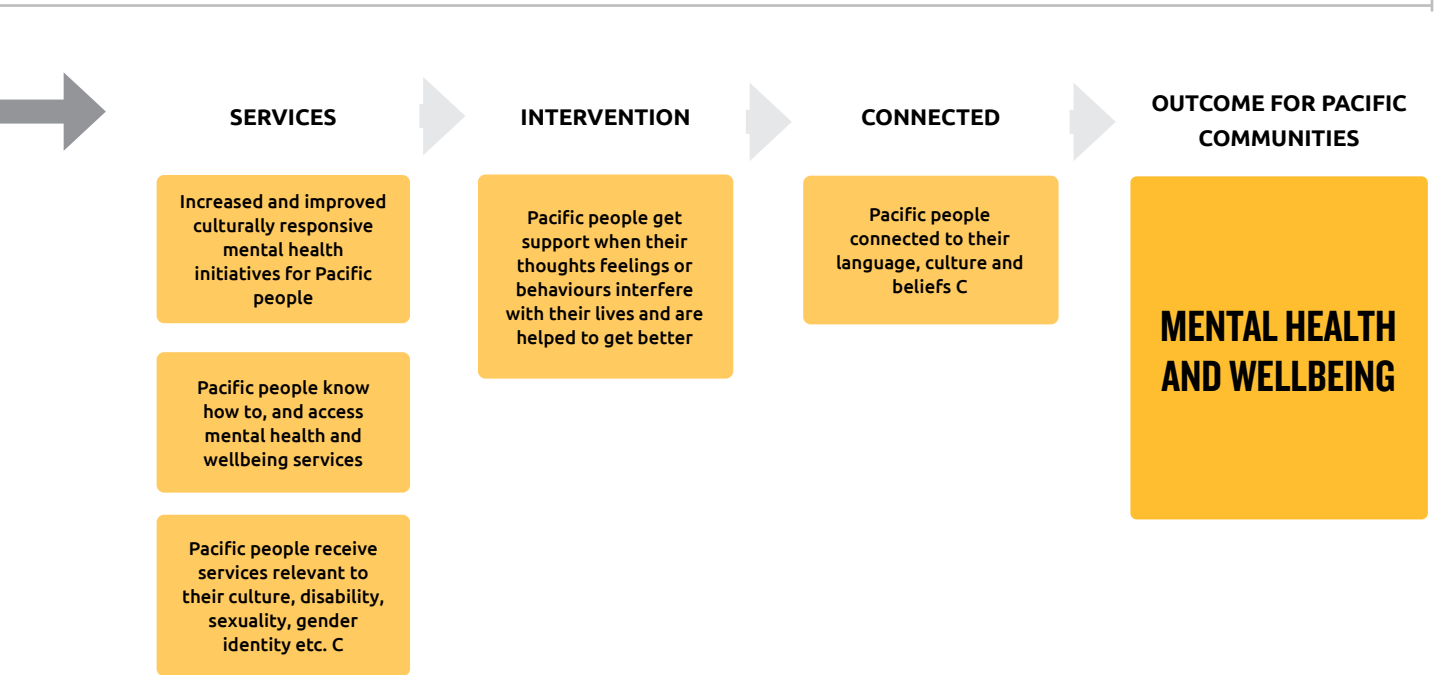 SERVICES
Increased and improved
culturally responsive
mental health
initiatives for Pacific
people
Pacific people know
how to, and access
mental health and
wellbeing services
Pacific people receive
services relevant to
their culture, disability,
sexuality, gender
identity etc. C
INTERVENTION
Pacific people get
support when their
thoughts feelings or
behaviours interfere
with their lives and are
helped to get better
CONNECTED
Pacific people
connected to their
language, culture and
beliefs C
OUTCOME FOR PACIFIC
COMMUNITIES
MENTAL HEALTH
AND WELLBEING